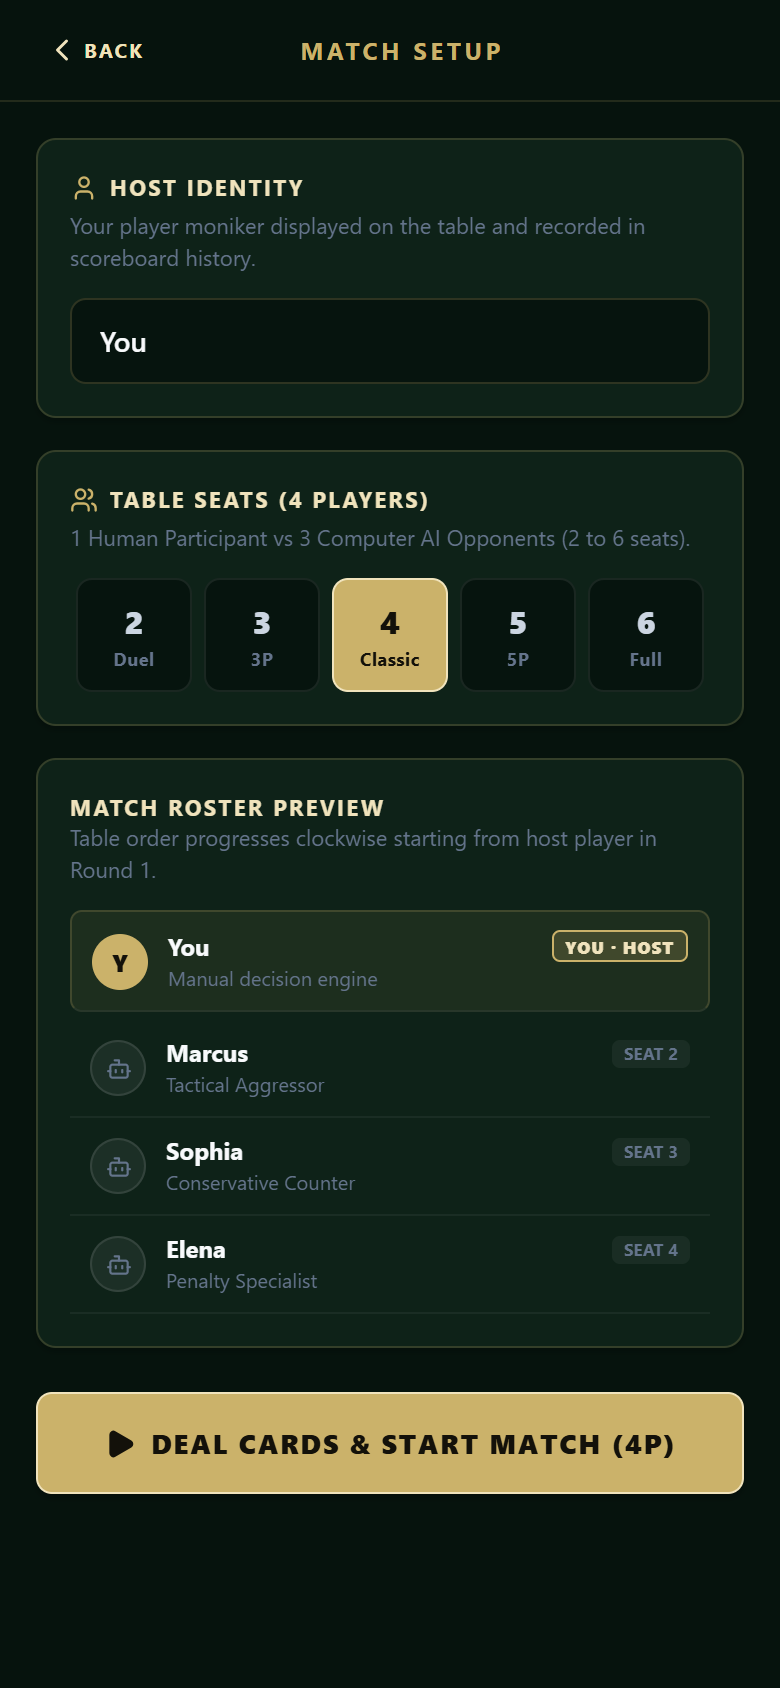 BACK
MATCH SETUP
HOST IDENTITY
Your player moniker displayed on the table and recorded in
scoreboard history.
You
TABLE SEATS (4 PLAYERS)
1 Human Participant vs 3 Computer AI Opponents (2 to 6 seats).
2 3 4 5 6
Duel 3P Classic 5P Full
MATCH ROSTER PREVIEW
Table order progresses clockwise starting from host player in
Round 1.
Y
You
YOU · HOST
Manual decision engine
Marcus
SEAT 2
Tactical Aggressor
Sophia
SEAT 3
Conservative Counter
Elena
SEAT 4
Penalty Specialist
DEAL CARDS & START MATCH (4P)